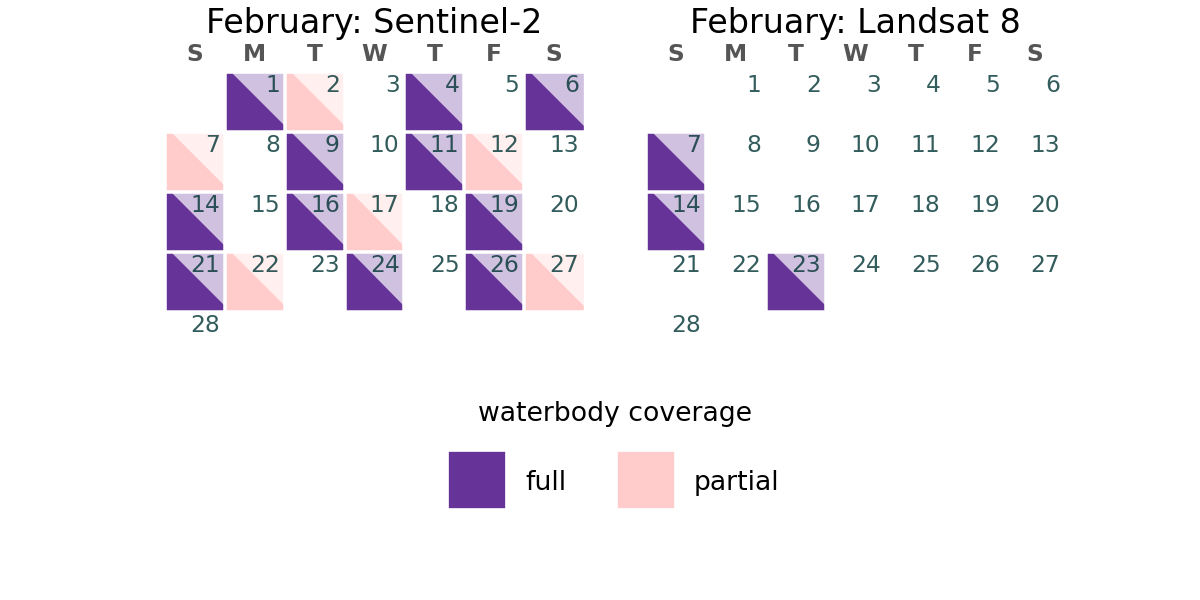 February: Sentinel-2
S M T W T F S
1 2 3 4 5 6
7 8 9 10 11 12 13
14 15 16 17 18 19 20
21 22 23 24 25 26 27
28
February: Landsat 8
S M T W T F S
1 2 3 4 5 6
7 8 9 10 11 12 13
14 15 16 17 18 19 20
21 22 23 24 25 26 27
28
waterbody coverage
full partial